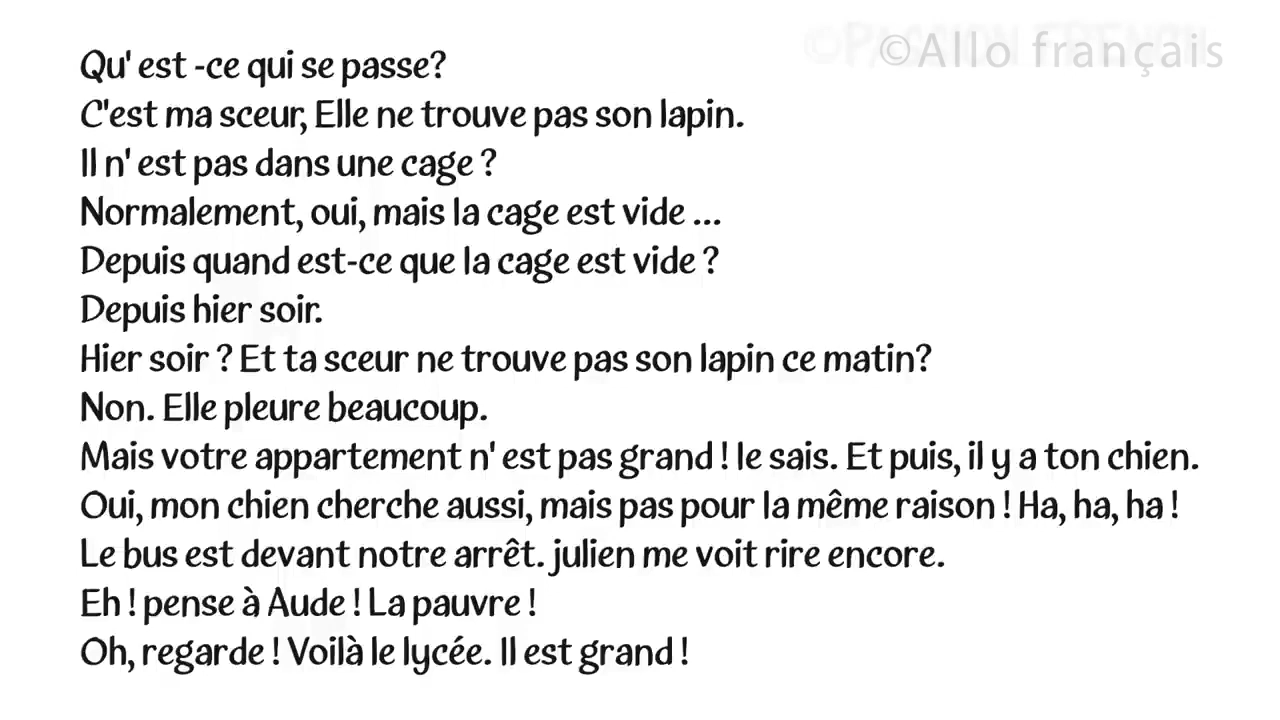 ©Allo français
Qu' est -ce qui se passe?
C'est ma sceur, Elle ne trouve pas son lapin.
Il n' est pas dans une cage ?
Normalement, oui, mais la cage est vide ...
Depuis quand est-ce que la cage est vide ?
Depuis hier soir.
Hier soir ? Et ta sceur ne trouve pas son lapin ce matin?
Non. Elle pleure beaucoup.
Mais votre appartement n' est pas grand ! le sais. Et puis, il y a ton chien.
Oui, mon chien cherche aussi, mais pas pour la même raison ! Ha, ha, ha !
Le bus est devant notre arrêt. julien me voit rire encore.
Eh ! pense à Aude ! La pauvre !
Oh, regarde ! Voilà le lycée. Il est grand !